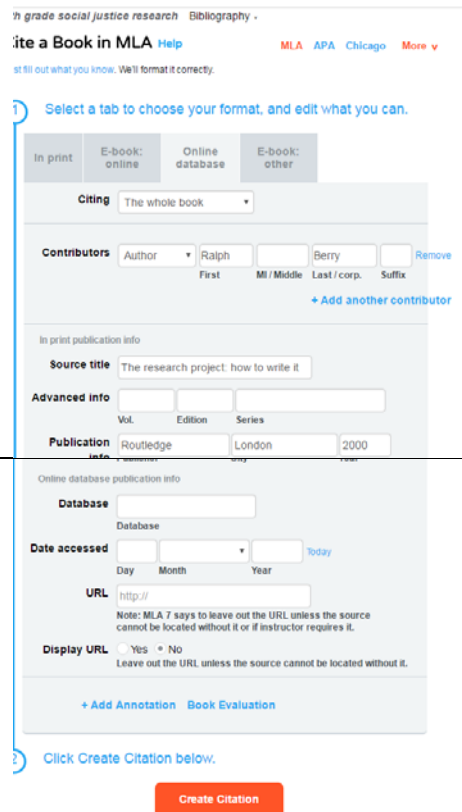 th grade social justice research Bibliography
Cite a Book in MLA Help MLA APA Chicago More v
st fill out what you know. We'll format it correctly.
1 Select a tab to choose your format, and edit what you can.
In print E-book: online Online database E-book: other
Citing The whole book
Contributors Author Ralph Berry Remove
First MI / Middle Last / corp. Suffix
+ Add another contributor
In print publication info
Source title The research project: how to write it
Advanced info
Vol. Edition Series
Publication info Routledge London 2000
Online database publication info
Database
Database
Date accessed Today
Day Month Year
URL http://
Note: MLA 7 says to leave out the URL unless the source
cannot be located without it or if instructor requires it.
Display URL Yes No
Leave out the URL unless the source cannot be located without it.
+ Add Annotation Book Evaluation
2 Click Create Citation below.
Create Citation